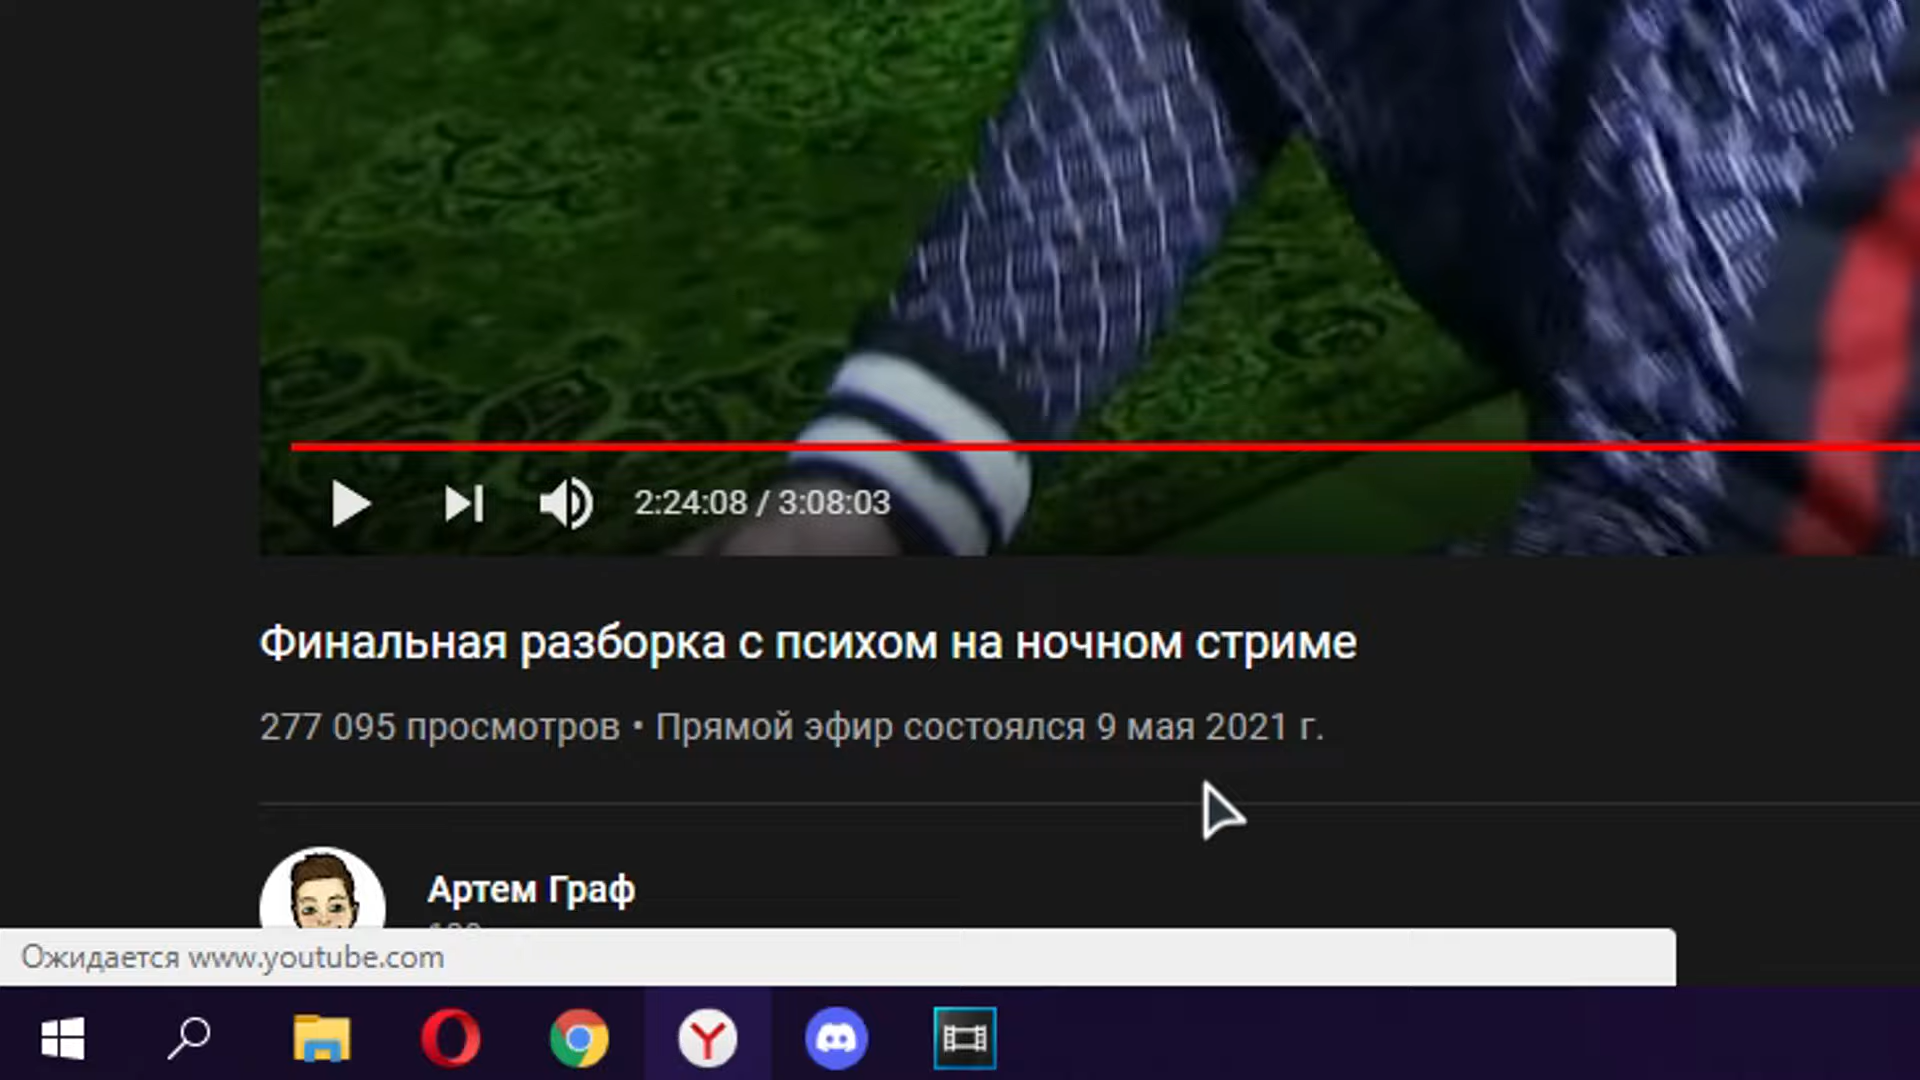 2:24:08 / 3:08:03
Финальная разборка с психом на ночном стриме
277 095 просмотров • Прямой эфир состоялся 9 мая 2021 г.
Артем Граф
Ожидается www.youtube.com